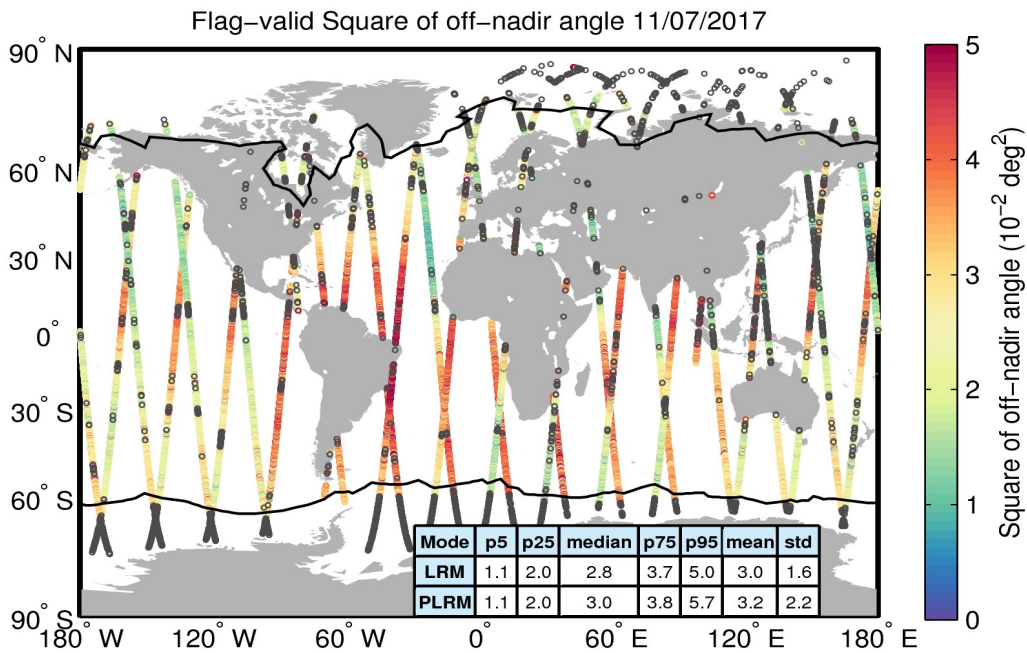 Flag−valid Square of off−nadir angle 11/07/2017
90° N
60° N
30° N
0°
30° S
60° S
90° S
180° W
120° W
60° W
0°
60° E
120° E
180° E
Mode p5 p25 median p75 p95 mean std
LRM 1.1 2.0 2.8 3.7 5.0 3.0 1.6
PLRM 1.1 2.0 3.0 3.8 5.7 3.2 2.2
5
4
3
2
1
0
Square of off−nadir angle (10⁻² deg²)